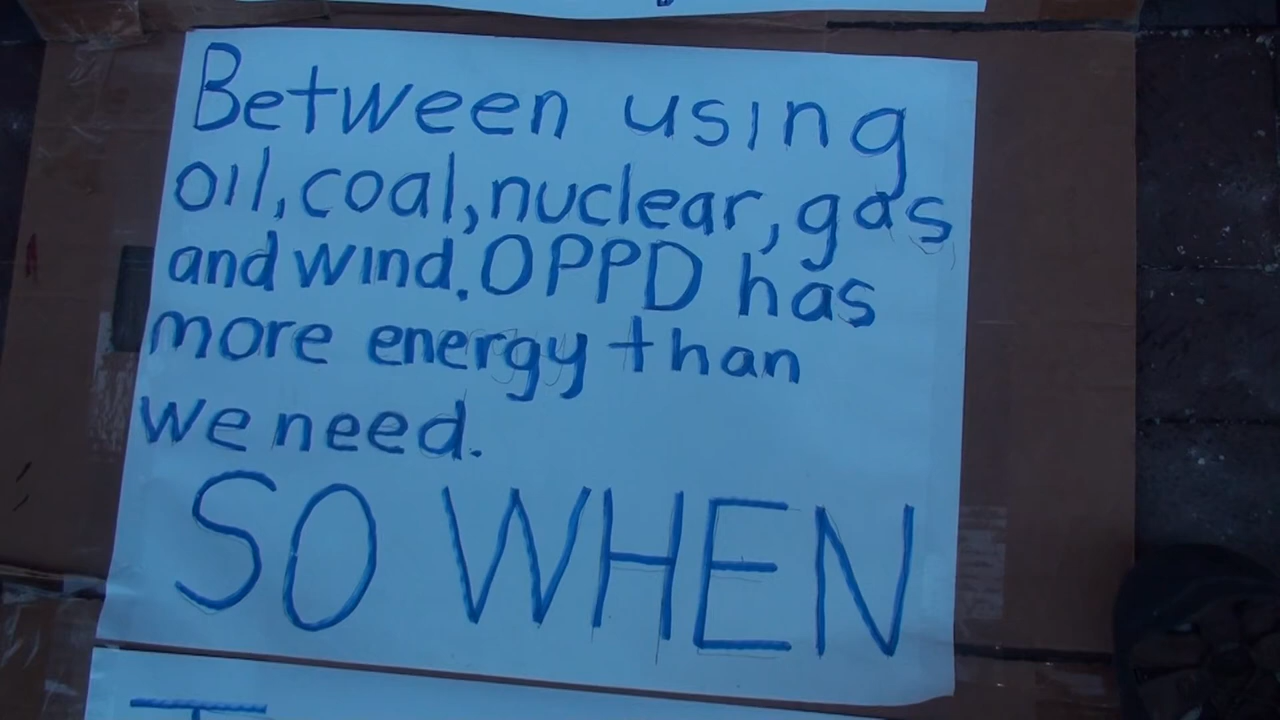 Between using
oil, coal, nuclear, gas
and wind. OPPD has
more energy than
we need.
SO WHEN